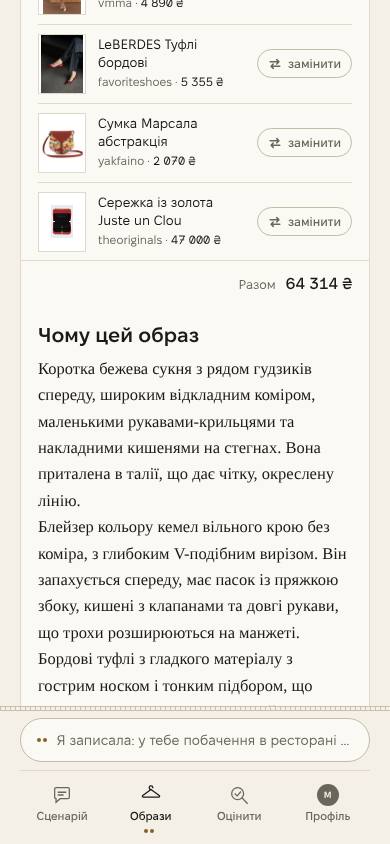 vmma · 4 890 ₴
LeBERDES Туфлі
бордові
favoriteshoes · 5 355 ₴
замінити
Сумка Марсала
абстракція
yakfaino · 2 070 ₴
замінити
Сережка із золота
Juste un Clou
theoriginals · 47 000 ₴
замінити
Разом 64 314 ₴
Чому цей образ
Коротка бежева сукня з рядом гудзиків
спереду, широким відкладним коміром,
маленькими рукавами-крильцями та
накладними кишенями на стегнах. Вона
приталена в талії, що дає чітку, окреслену
лінію.
Блейзер кольору кемел вільного крою без
коміра, з глибоким V-подібним вирізом. Він
запахується спереду, має пасок із пряжкою
збоку, кишені з клапанами та довгі рукави,
що трохи розширюються на манжеті.
Бордові туфлі з гладкого матеріалу з
гострим носком і тонким підбором, що
Я записала: у тебе побачення в ресторані ...
Сценарій
Образи
Оцінити
М
Профіль